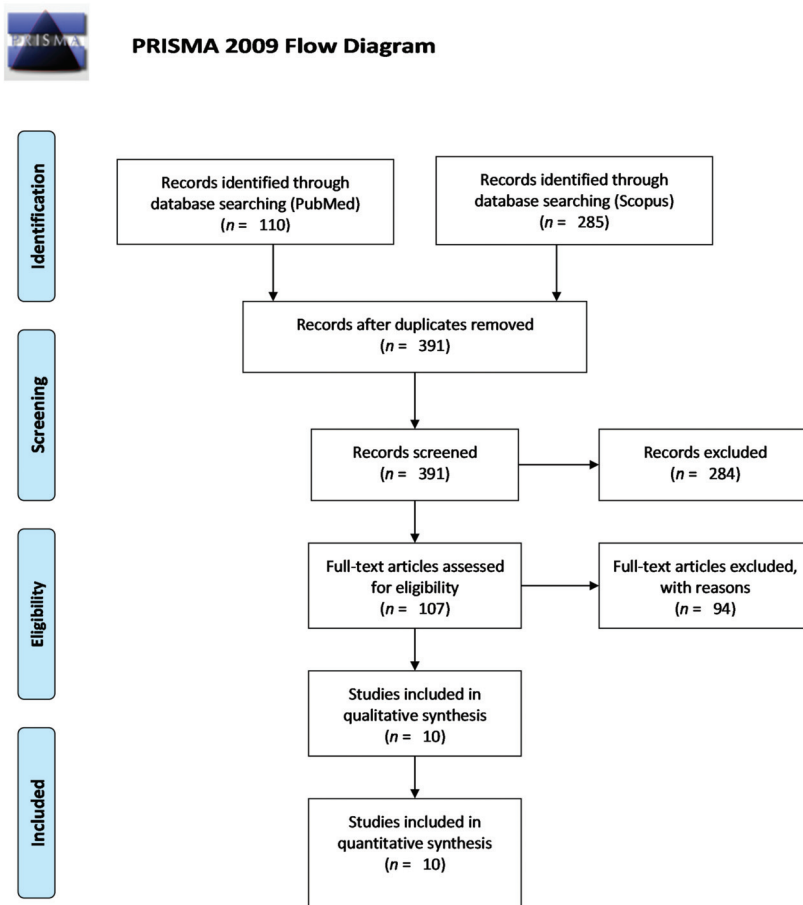 PRISMA
PRISMA 2009 Flow Diagram
Identification
Records identified through
database searching (PubMed)
(n = 110)
Records identified through
database searching (Scopus)
(n = 285)
Records after duplicates removed
(n = 391)
Screening
Records screened
(n = 391)
Records excluded
(n = 284)
Eligibility
Full-text articles assessed
for eligibility
(n = 107)
Full-text articles excluded,
with reasons
(n = 94)
Studies included in
qualitative synthesis
(n = 10)
Included
Studies included in
quantitative synthesis
(n = 10)